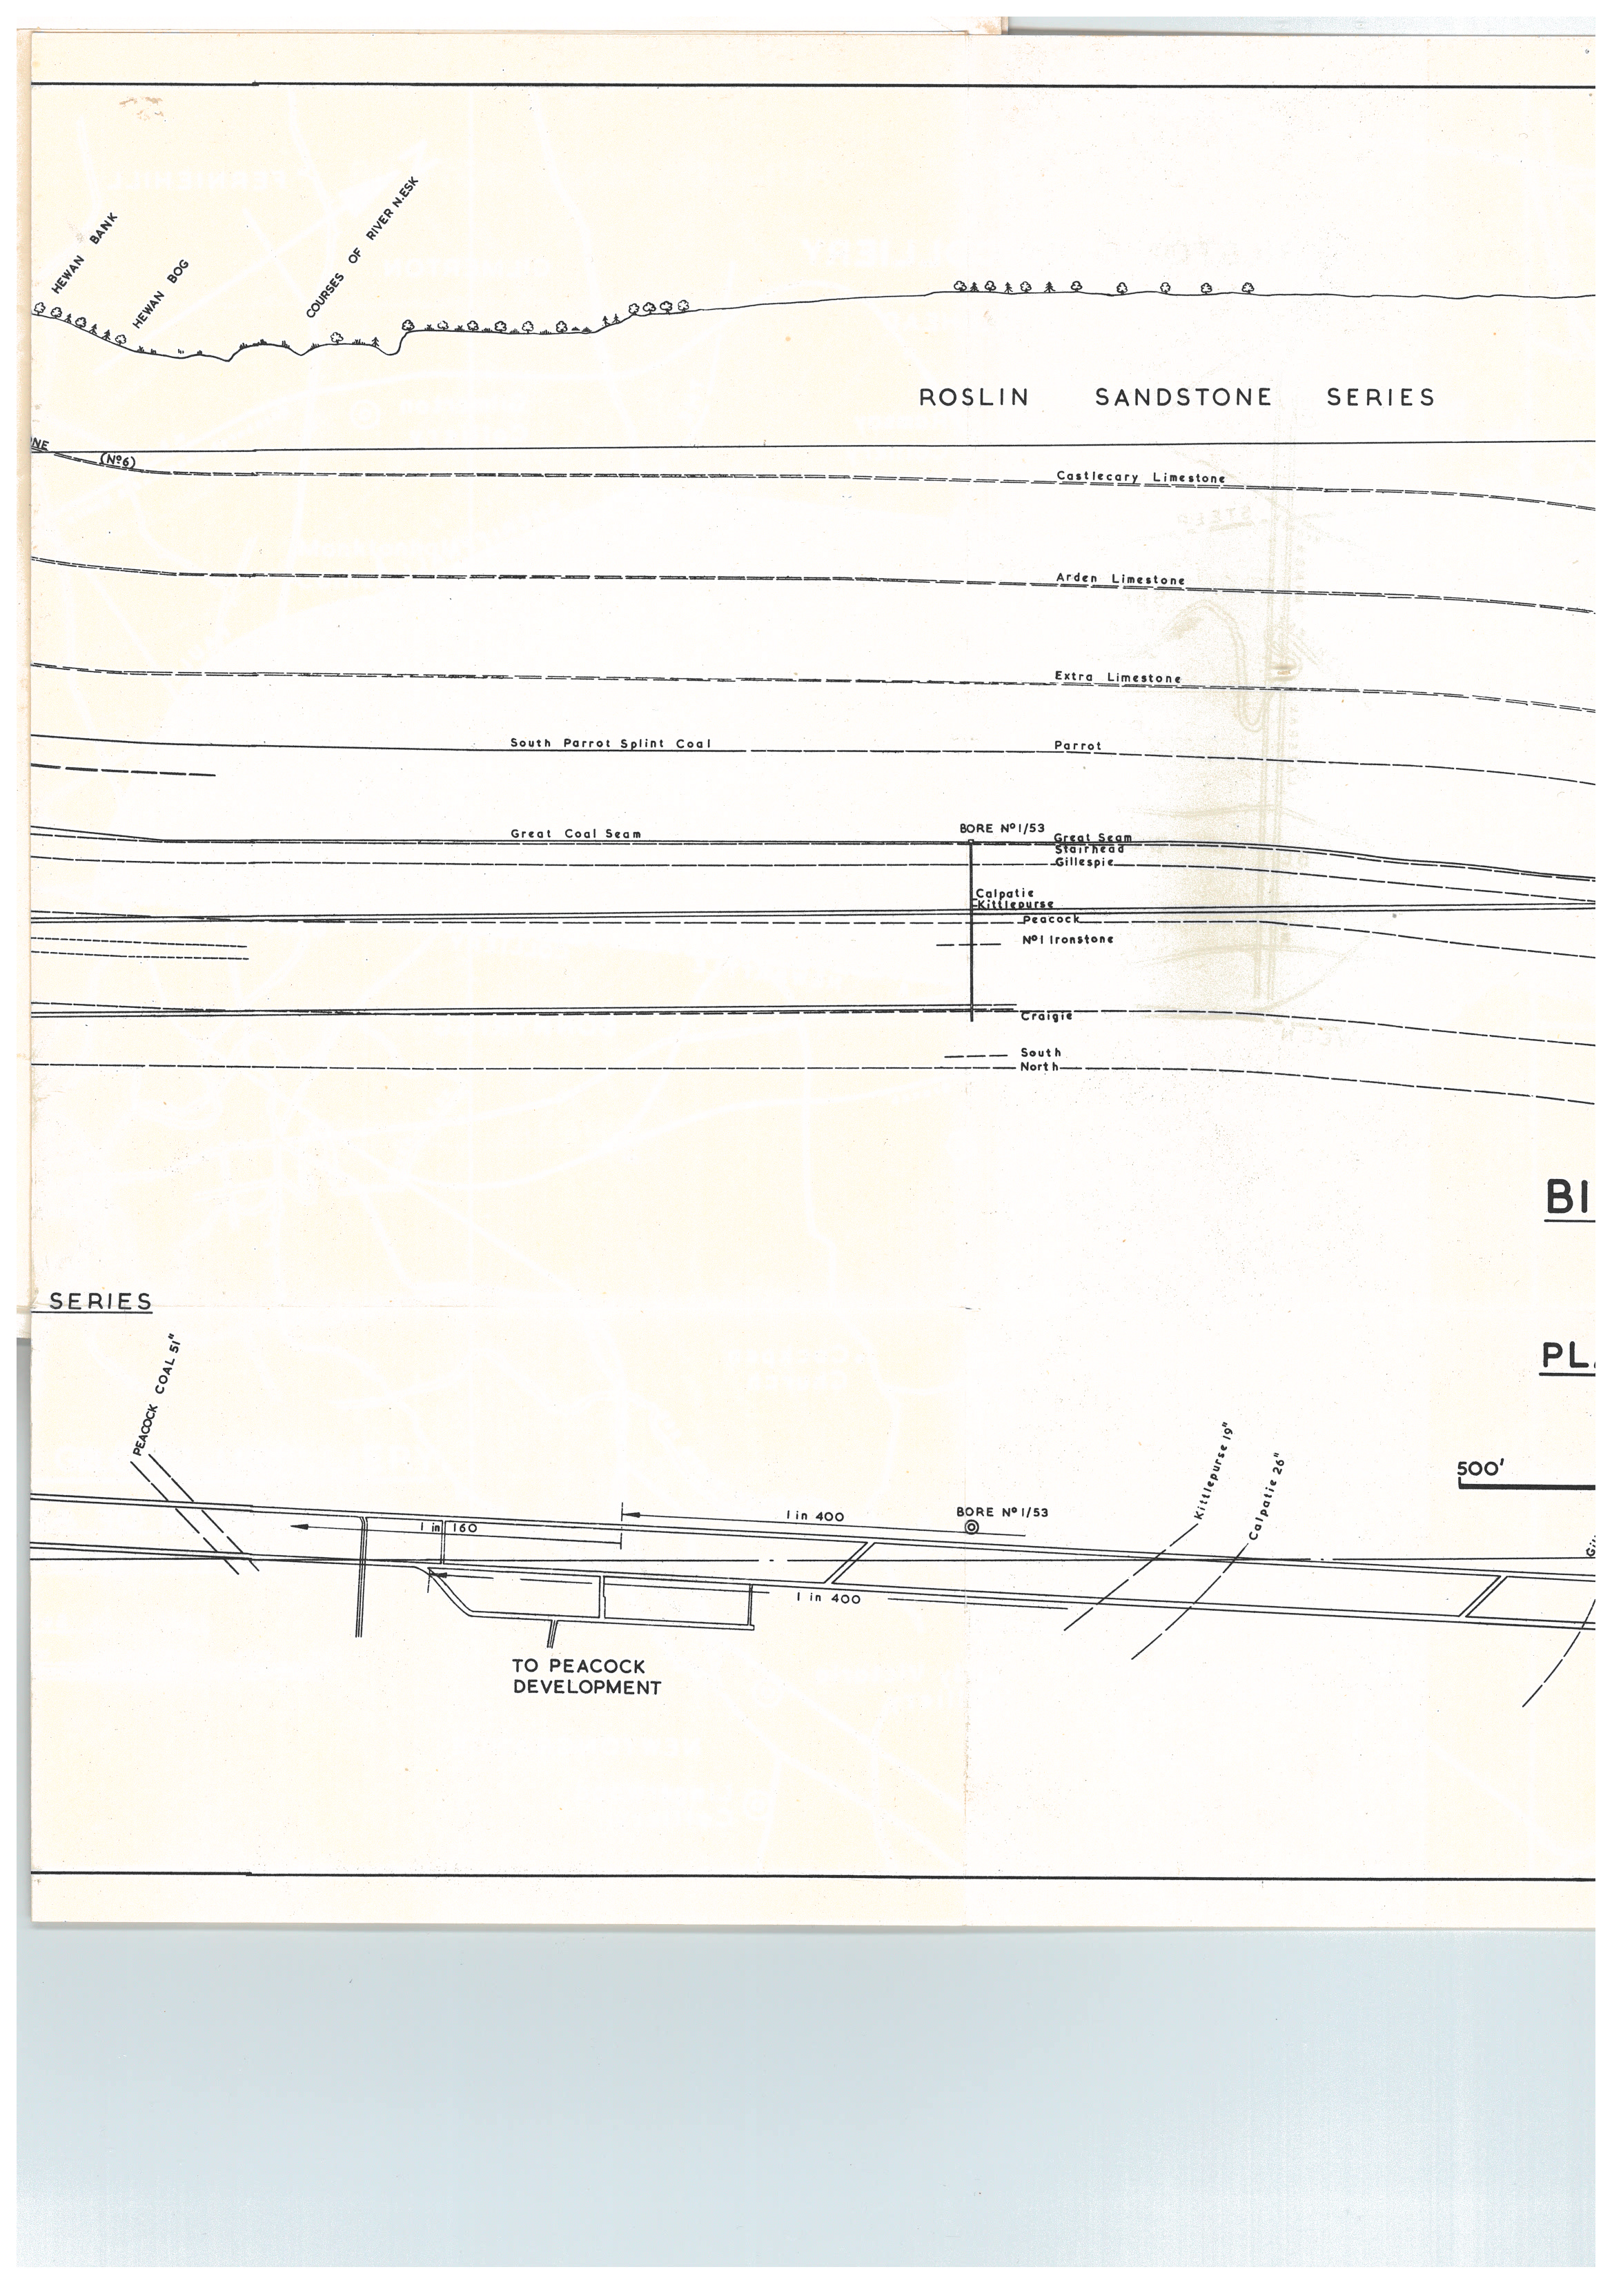 HEWAN BANK
HEWAN BOG
COURSES OF RIVER N.ESK
ROSLIN SANDSTONE SERIES
NE
(Nº6)
Castlecary Limestone
Arden Limestone
Extra Limestone
South Parrot Splint Coal
Parrot
Great Coal Seam
BORE Nº1/53
Great Seam
Stairhead
Gillespie
Calpatie
Kittlepurse
Peacock
Nº1 Ironstone
Craigie
South
North
BI
SERIES
PL
PEACOCK COAL 51"
Kittlepurse 19"
Calpatie 26"
500'
1 in 400
BORE Nº1/53
1 in 160
Gi
1 in 400
TO PEACOCK
DEVELOPMENT